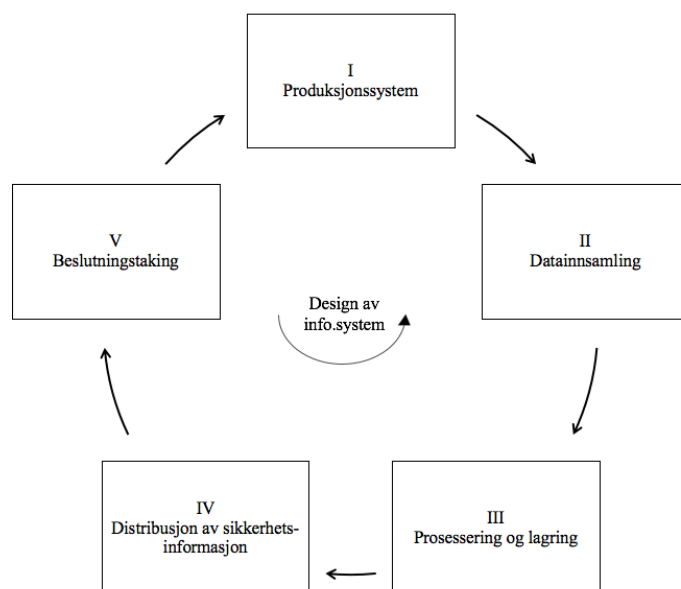 I
Produksjonssystem
II
Datainnsamling
III
Prosessering og lagring
IV
Distribusjon av sikkerhets-
informasjon
V
Beslutningstaking
Design av
info.system